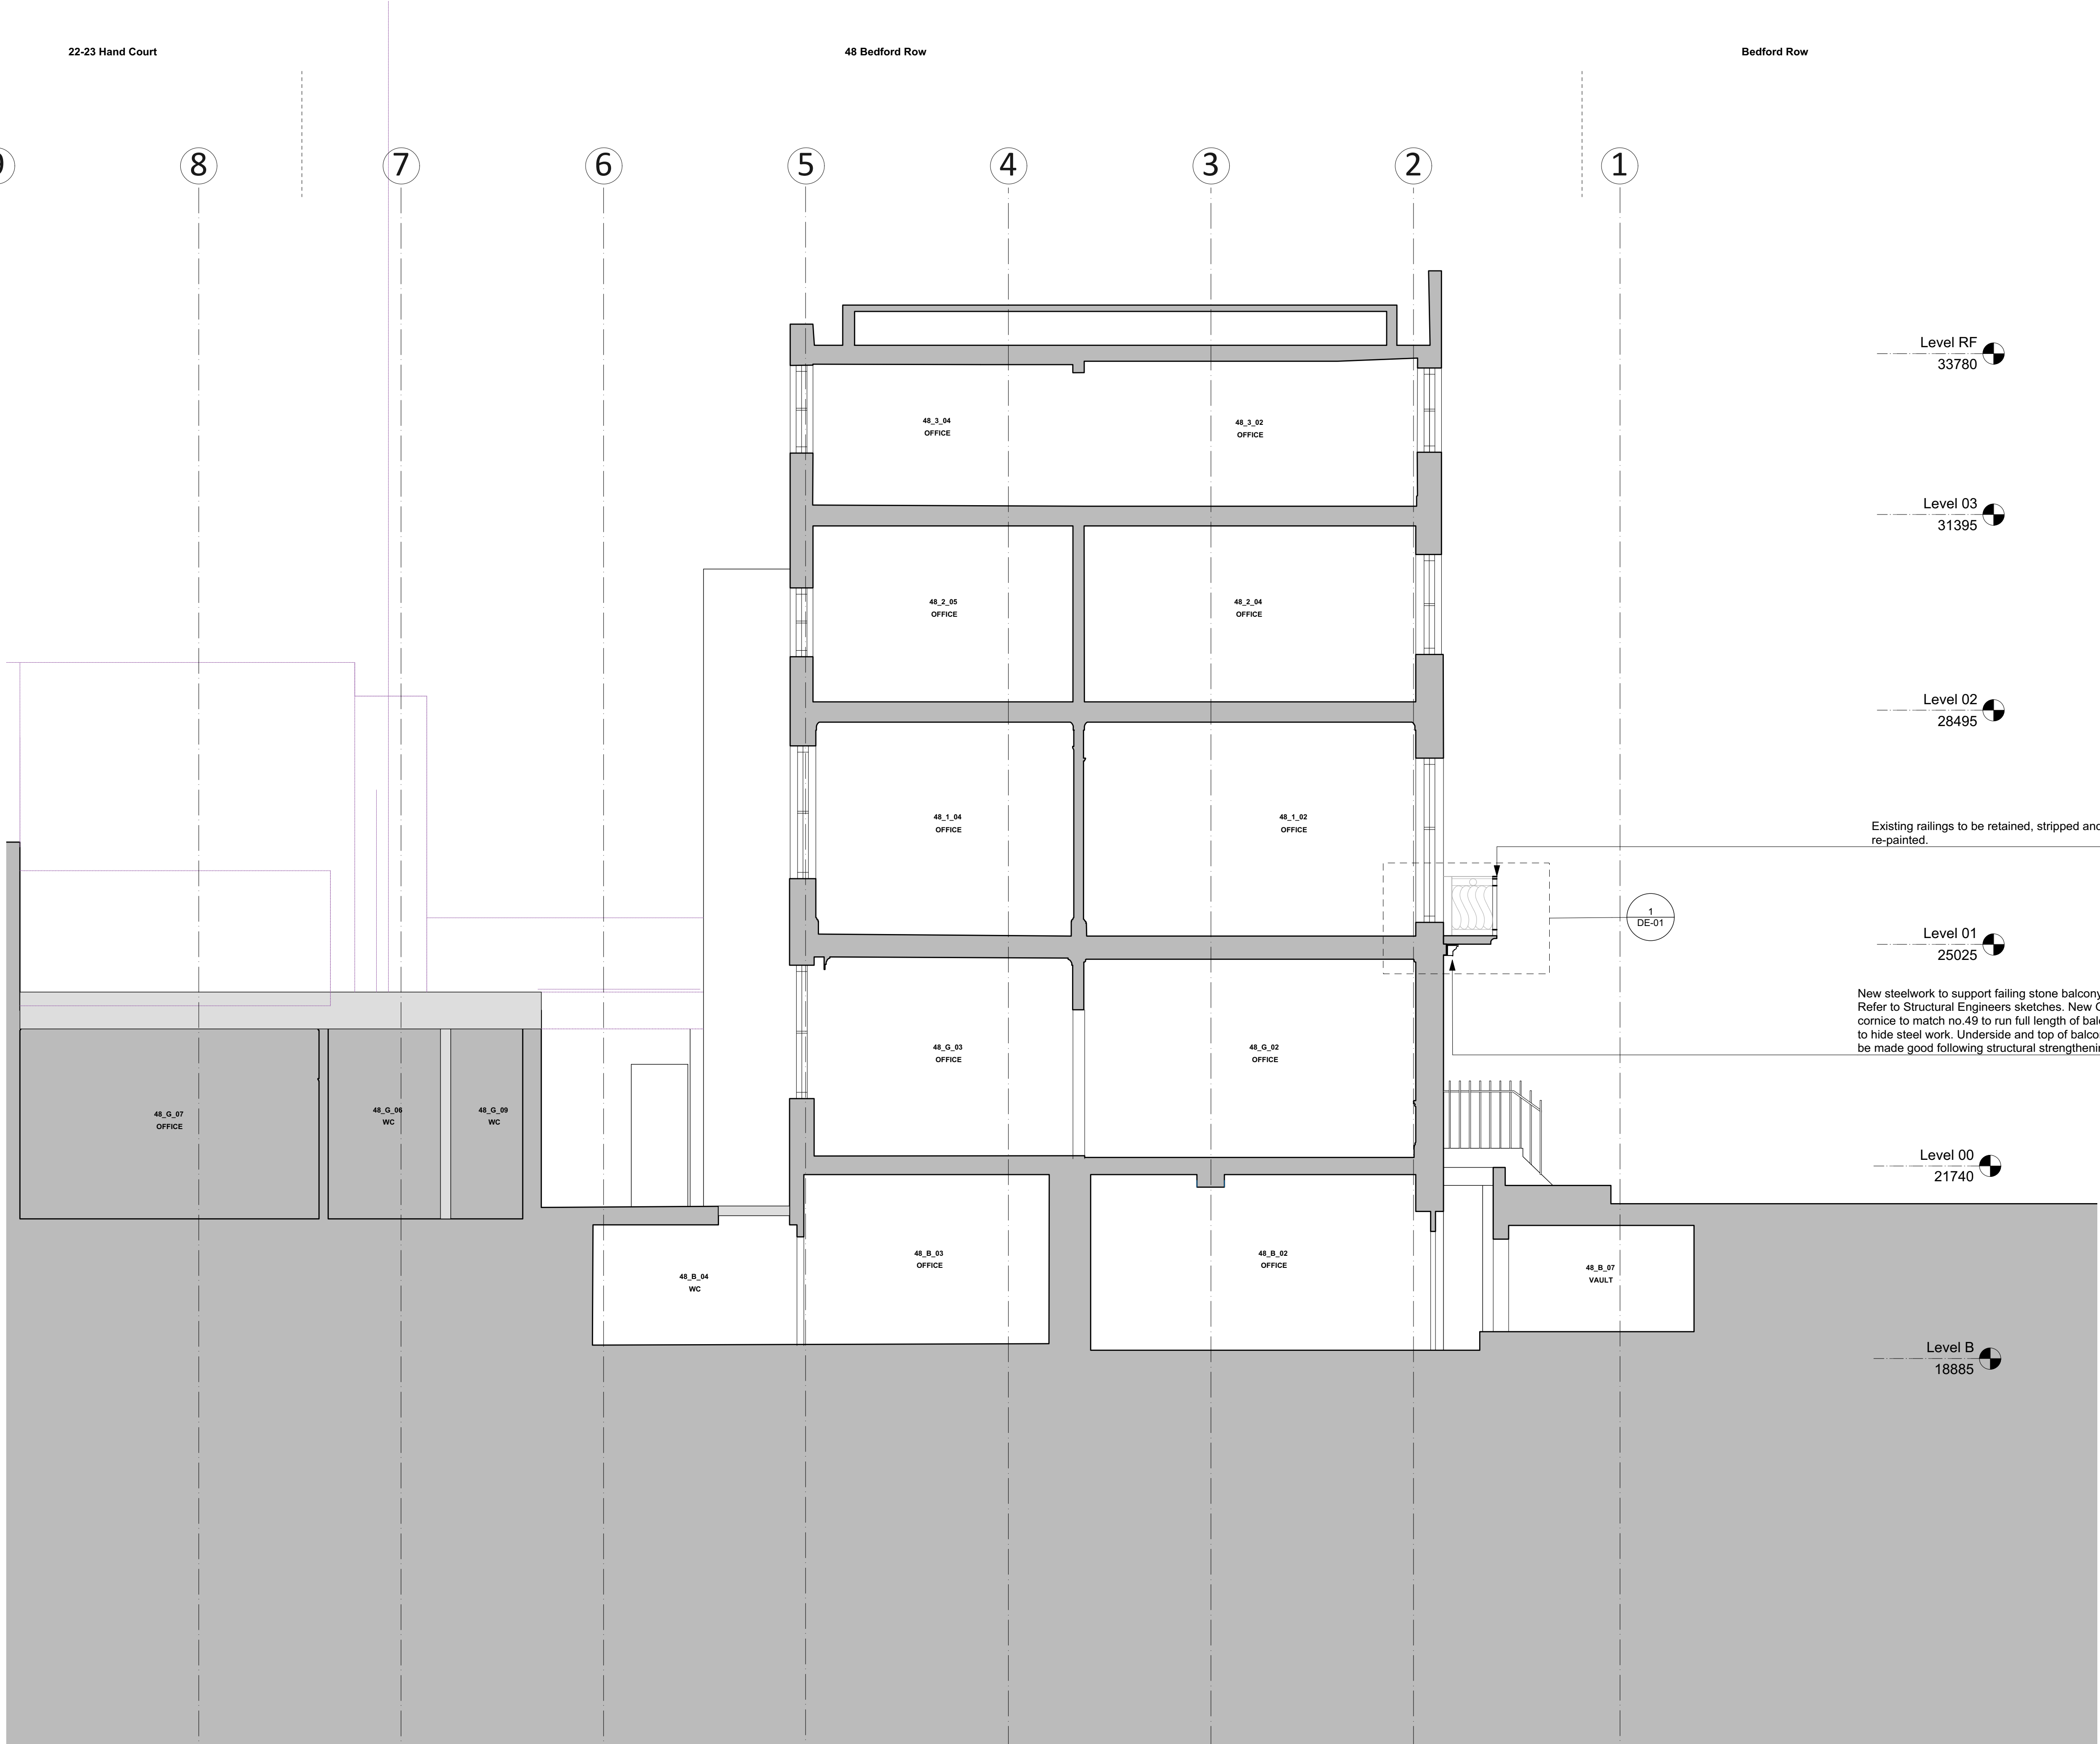 22-23 Hand Court
48 Bedford Row
Bedford Row
8
7
6
5
4
3
2
1
Level RF
33780
48_3_04
OFFICE
48_3_02
OFFICE
Level 03
31395
48_2_05
OFFICE
48_2_04
OFFICE
Level 02
28495
48_1_04
OFFICE
48_1_02
OFFICE
Existing railings to be retained, stripped and
re-painted.
1
DE-01
Level 01
25025
New steelwork to support failing stone balcony
Refer to Structural Engineers sketches. New
cornice to match no.49 to run full length of
to hide steel work. Underside and top of
be made good following structural
48_G_03
OFFICE
48_G_02
OFFICE
48_G_07
OFFICE
48_G_06
WC
48_G_09
WC
Level 00
21740
48_B_04
WC
48_B_03
OFFICE
48_B_02
OFFICE
48_B_07
VAULT
Level B
18885